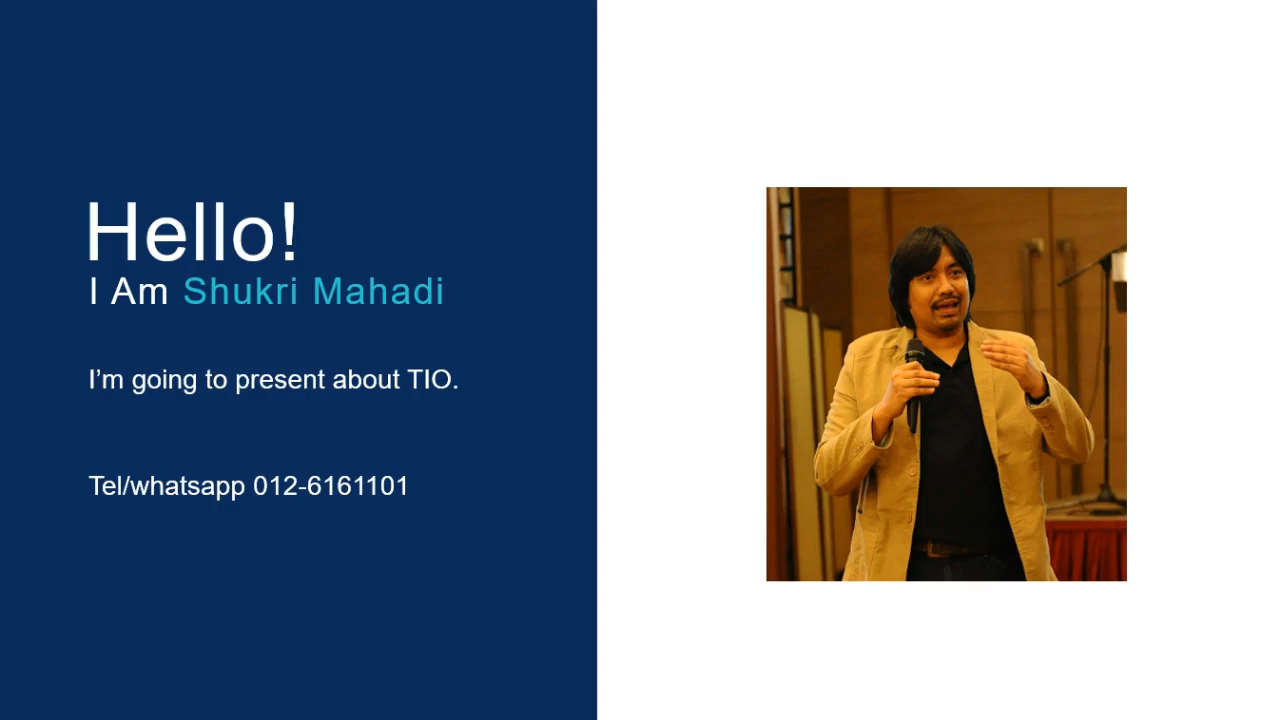 Hello!
I Am Shukri Mahadi
I’m going to present about TIO.
Tel/whatsapp 012-6161101